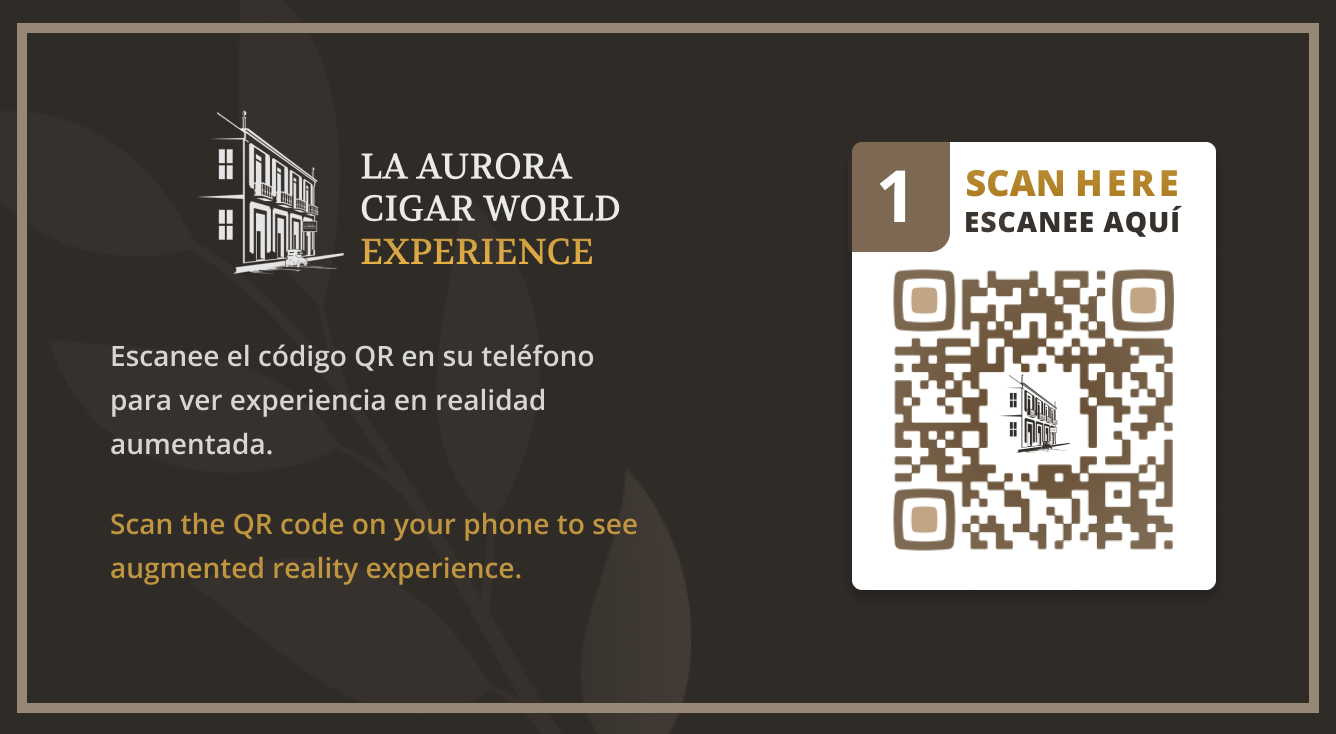 LA AURORA
CIGAR WORLD
EXPERIENCE
Escanee el código QR en su teléfono
para ver experiencia en realidad
aumentada.
Scan the QR code on your phone to see
augmented reality experience.
1
SCAN HERE
ESCANEE AQUÍ